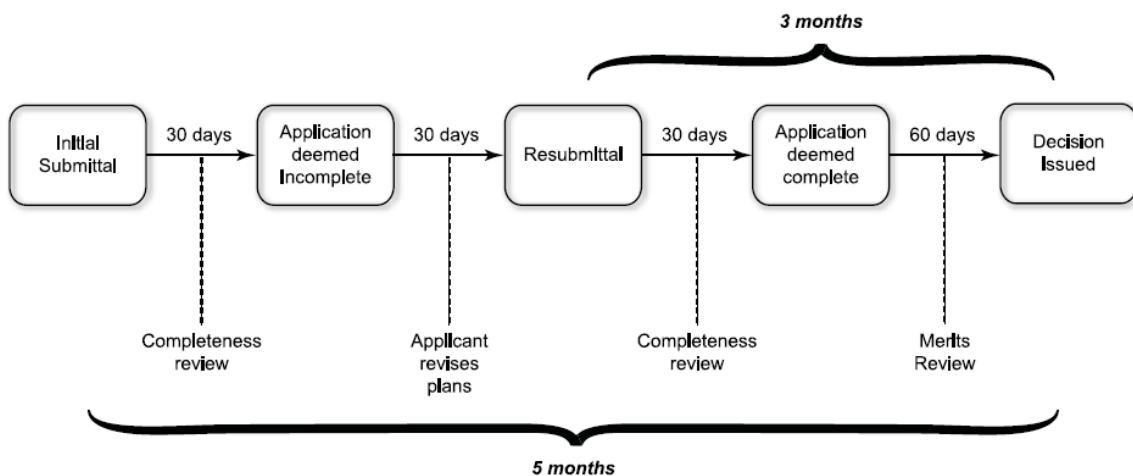 3 months
Initial
Submittal
30 days
Application
deemed
Incomplete
30 days
Resubmittal
30 days
Application
deemed
complete
60 days
Decision
Issued
Completeness
review
Applicant
revises
plans
Completeness
review
Merits
Review
5 months